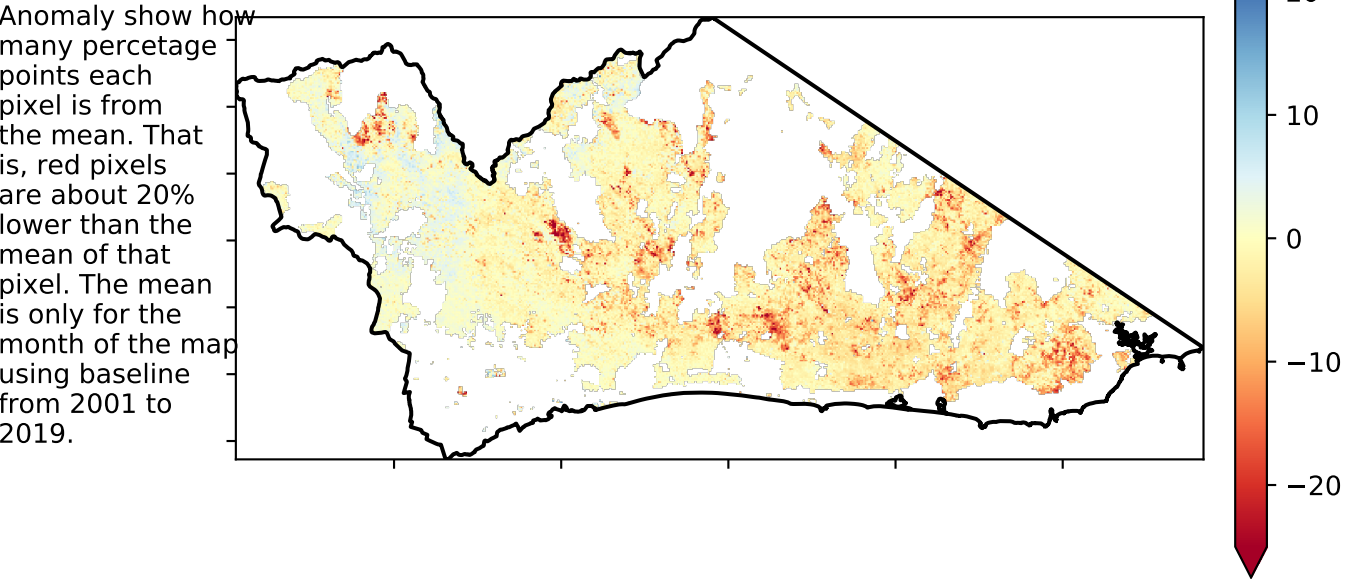 Anomaly show how
many percetage
points each
pixel is from
the mean. That
is, red pixels
are about 20%
lower than the
mean of that
pixel. The mean
is only for the
month of the map
using baseline
from 2001 to
2019.
10
0
−10
−20